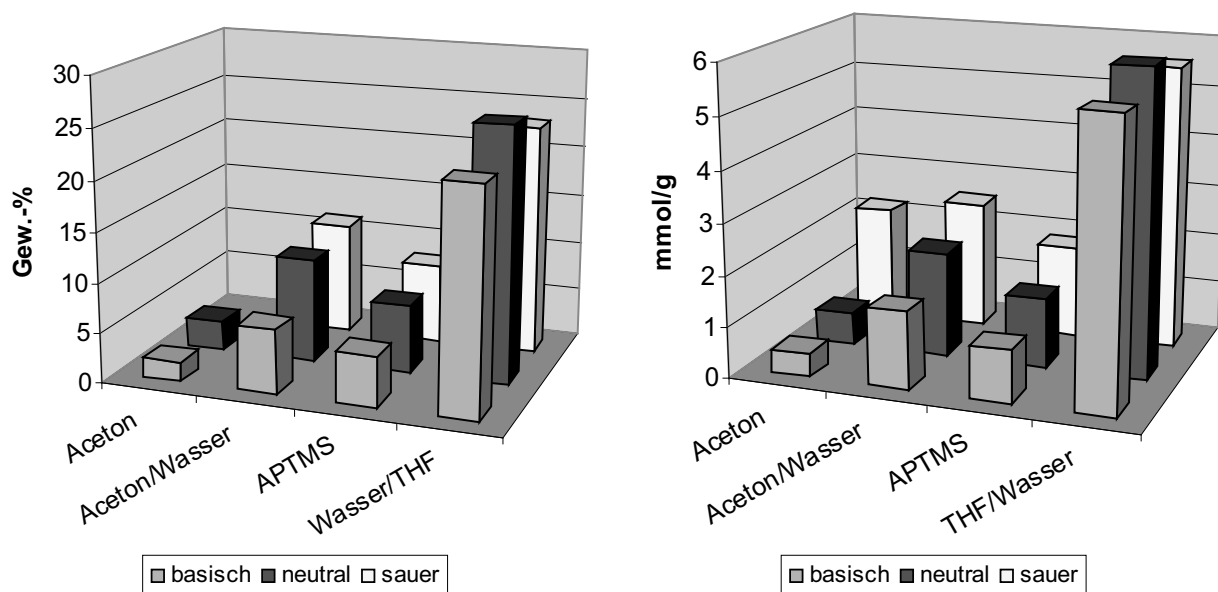 Gew.-%
30
25
20
15
10
5
0
Aceton
Aceton/Wasser
APTMS
Wasser/THF
basisch neutral sauer
mmol/g
6
5
4
3
2
1
0
Aceton
Aceton/Wasser
APTMS
THF/Wasser
basisch neutral sauer